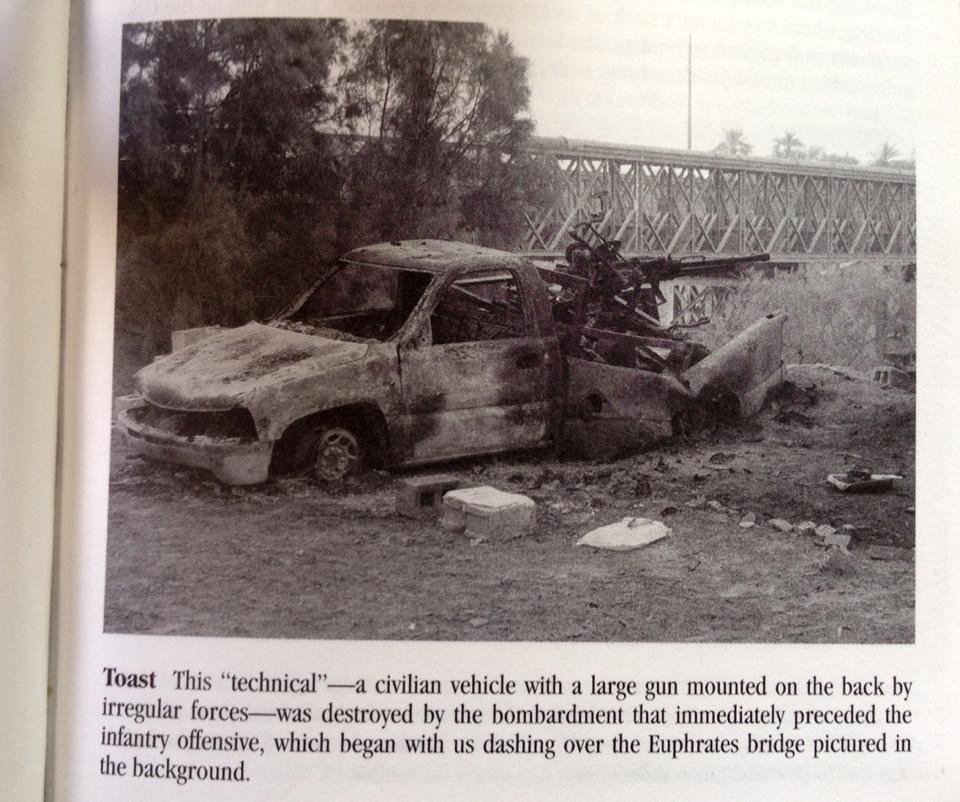 Toast This “technical”—a civilian vehicle with a large gun mounted on the back by
irregular forces—was destroyed by the bombardment that immediately preceded the
infantry offensive, which began with us dashing over the Euphrates bridge pictured in
the background.